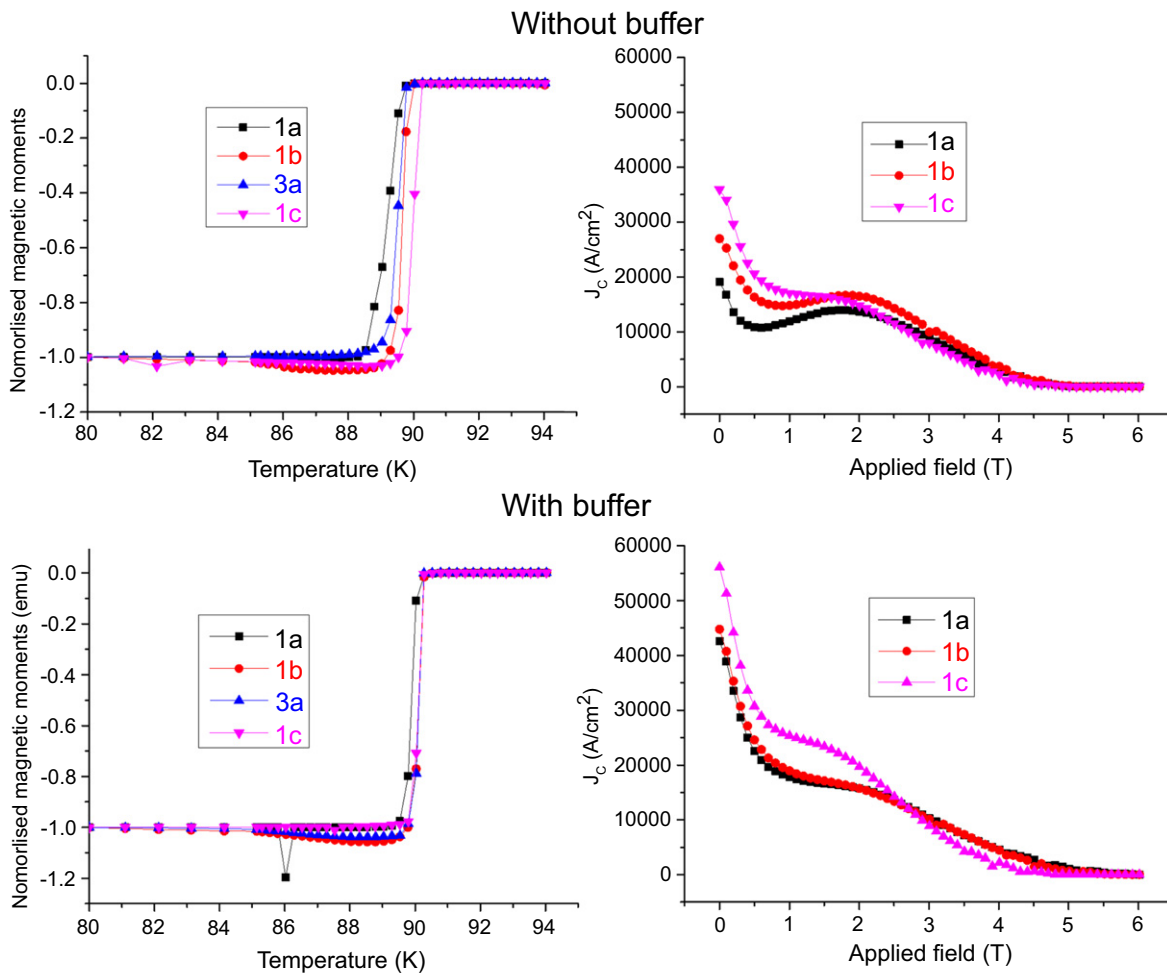 Without buffer
Nomorlised magnetic moments
0.0
-0.2
-0.4
-0.6
-0.8
-1.0
-1.2
80 82 84 86 88 90 92 94
Temperature (K)
1a
1b
3a
1c
J_C (A/cm²)
60000
50000
40000
30000
20000
10000
0
0 1 2 3 4 5 6
Applied field (T)
1a
1b
1c
With buffer
Nomorlised magnetic moments (emu)
0.0
-0.2
-0.4
-0.6
-0.8
-1.0
-1.2
80 82 84 86 88 90 92 94
Temperature (K)
1a
1b
3a
1c
J_C (A/cm²)
60000
50000
40000
30000
20000
10000
0
0 1 2 3 4 5 6
Applied field (T)
1a
1b
1c